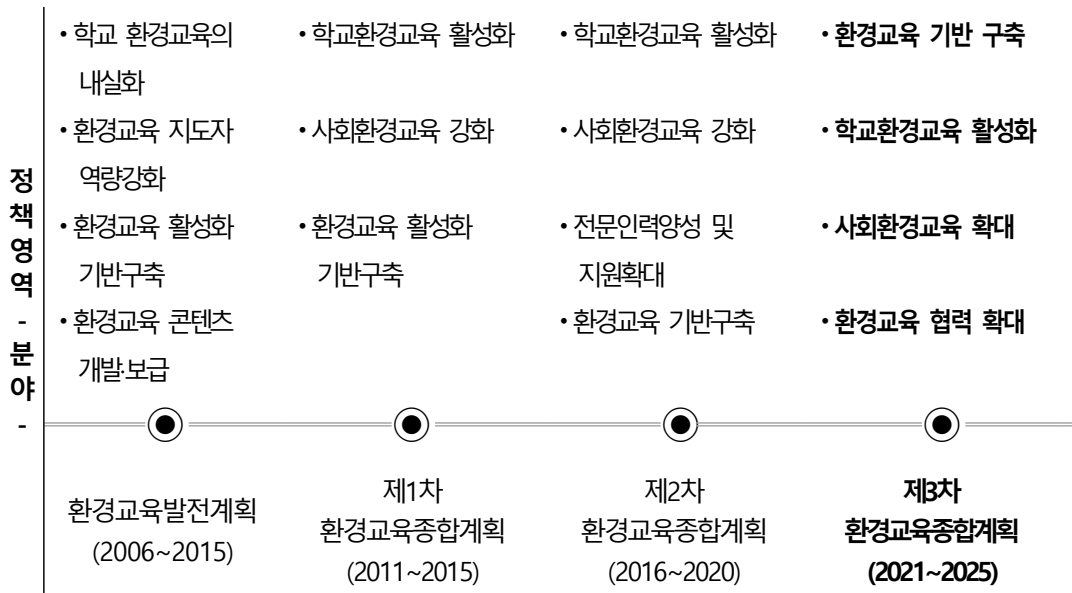 정책영역
-
분야
-
• 학교 환경교육의
내실화
• 환경교육 지도자
역량강화
• 환경교육 활성화
기반구축
• 환경교육 콘텐츠
개발·보급
• 학교환경교육 활성화
• 사회환경교육 강화
• 환경교육 활성화
기반구축
• 학교환경교육 활성화
• 사회환경교육 강화
• 전문인력양성 및
지원확대
• 환경교육 기반구축
• 환경교육 기반 구축
• 학교환경교육 활성화
• 사회환경교육 확대
• 환경교육 협력 확대
환경교육발전계획
(2006~2015)
제1차
환경교육종합계획
(2011~2015)
제2차
환경교육종합계획
(2016~2020)
제3차
환경교육종합계획
(2021~2025)